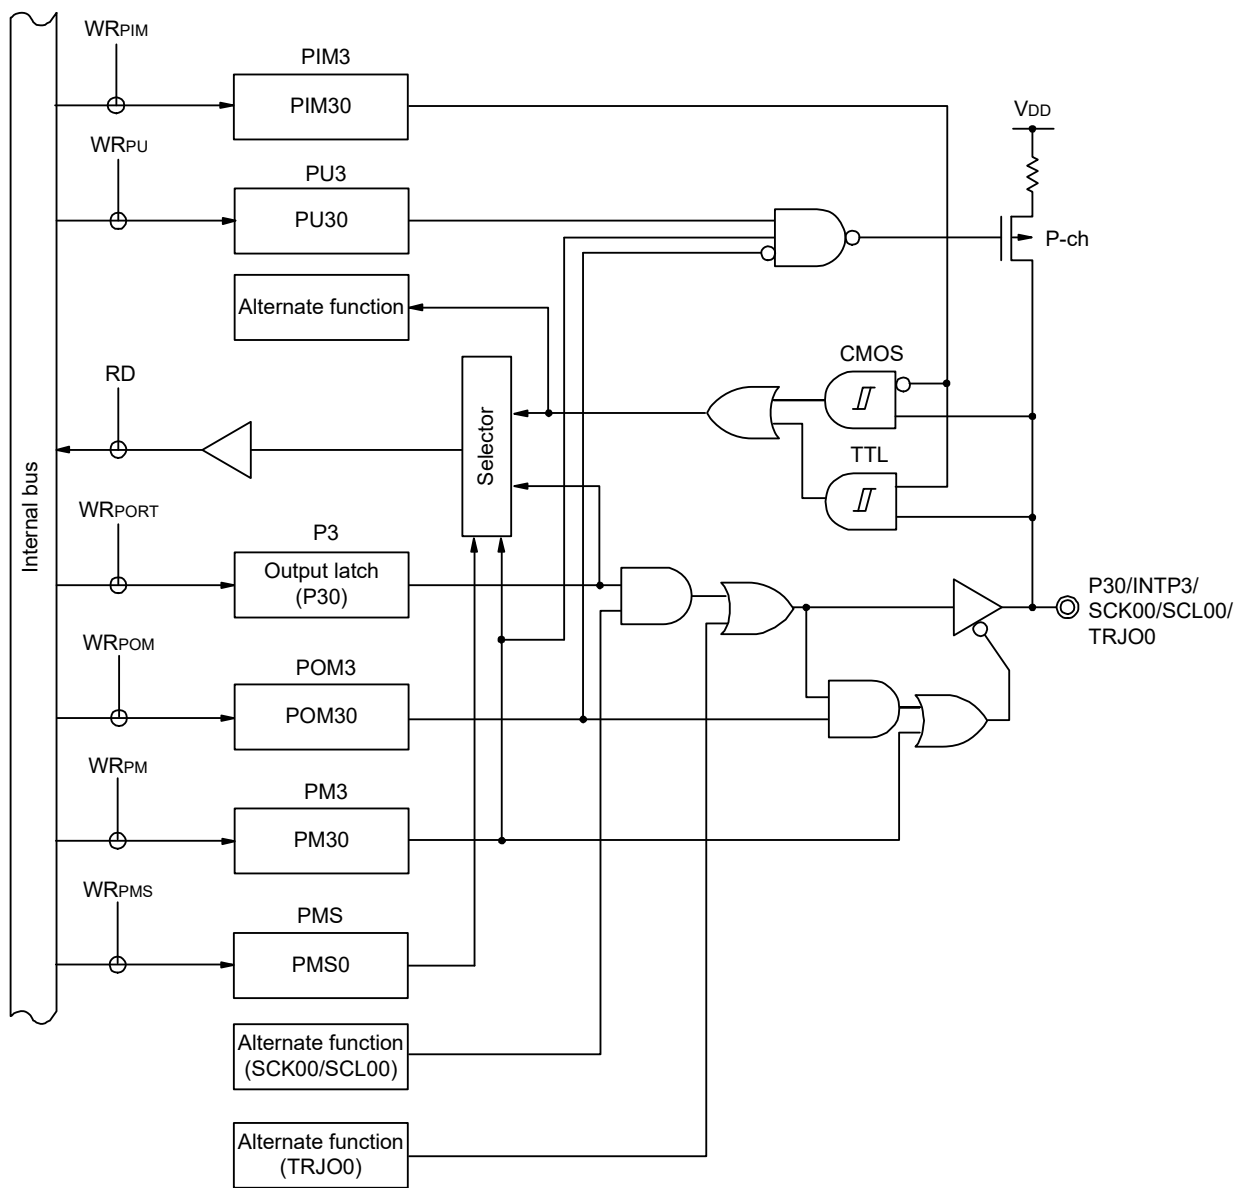 WRPIM
PIM3
PIM30
VDD
WRPU
PU3
PU30
P-ch
Alternate function
CMOS
RD
Selector
TTL
Internal bus
WRPORT
P3
Output latch
(P30)
P30/INTP3/
SCK00/SCL00/
TRJO0
WRPOM
POM3
POM30
WRPM
PM3
PM30
WRPMS
PMS
PMS0
Alternate function
(SCK00/SCL00)
Alternate function
(TRJO0)